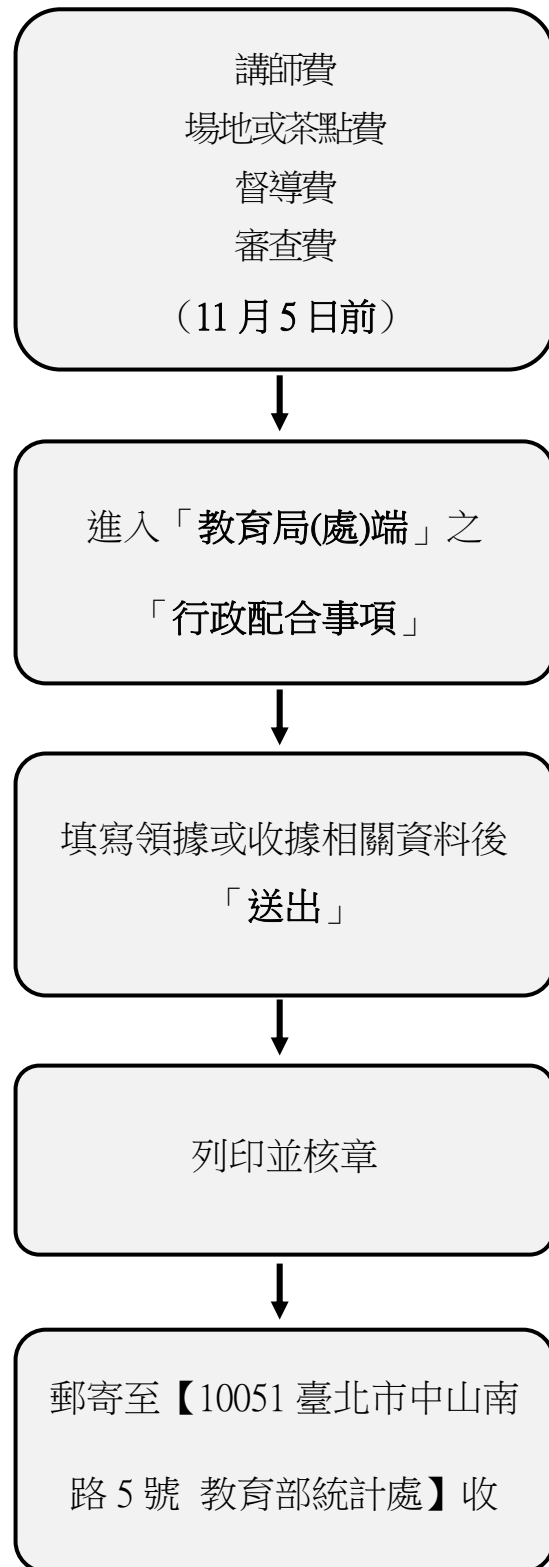 講師費
場地或茶點費
督導費
審查費
（11 月 5 日前）
進入「教育局(處)端」之
「行政配合事項」
填寫領據或收據相關資料後
「送出」
列印並核章
郵寄至【10051 臺北市中山南
路 5 號 教育部統計處】收